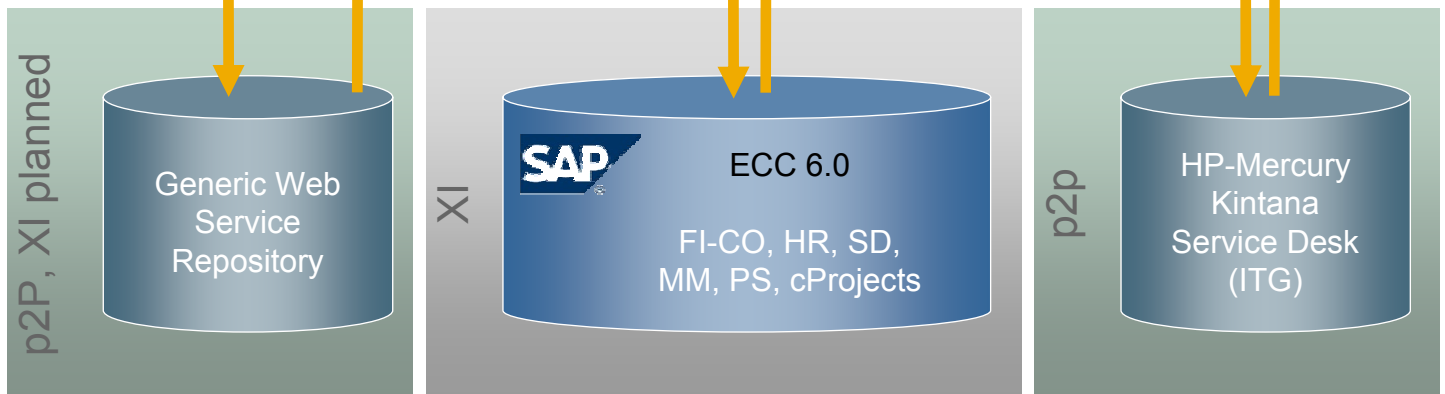 p2P, XI planned
Generic Web
Service
Repository
XI
SAP
®
ECC 6.0
FI-CO, HR, SD,
MM, PS, cProjects
p2p
HP-Mercury
Kintana
Service Desk
(ITG)